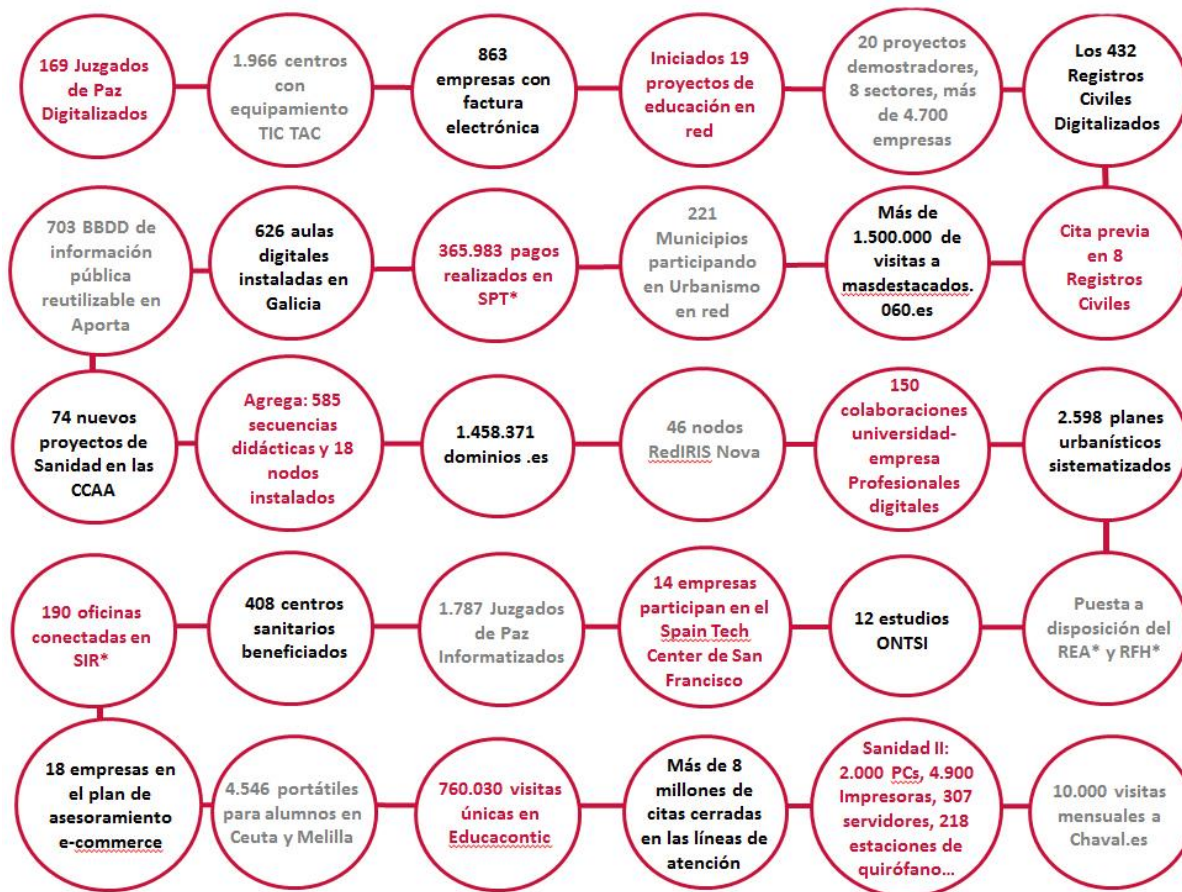 169 Juzgados
de Paz
Digitalizados
1.966 centros
con
equipamiento
TIC TAC
863
empresas con
factura
electrónica
Iniciados 19
proyectos de
educación en
red
20 proyectos
demostradores,
8 sectores, más
de 4.700
empresas
Los 432
Registros
Civiles
Digitalizados
703 BBDD de
información
pública
reutilizable en
Aporta
626 aulas
digitales
instaladas en
Galicia
365.983 pagos
realizados en
SPT*
221
Municipios
participando
en Urbanismo
en red
Más de
1.500.000 de
visitas a
masdestacados.
060.es
Cita previa
en 8
Registros
Civiles
74 nuevos
proyectos de
Sanidad en las
CCAA
Agrega: 585
secuencias
didácticas y 18
nodos
instalados
1.458.371
dominios .es
46 nodos
RedIRIS Nova
150
colaboraciones
universidad-
empresa
Profesionales
digitales
2.598 planes
urbanísticos
sistematizados
190 oficinas
conectadas en
SIR*
408 centros
sanitarios
beneficiados
1.787 Juzgados
de Paz
Informatizados
14 empresas
participan en el
Spain Tech
Center de San
Francisco
12 estudios
ONTSI
Puesta a
disposición del
REA* y RFH*
18 empresas en
el plan de
asesoramiento
e-commerce
4.546 portátiles
para alumnos en
Ceuta y Melilla
760.030 visitas
únicas en
Educacontic
Más de 8
millones de
citas cerradas
en las líneas de
atención
Sanidad II:
2.000 PCs, 4.900
Impresoras, 307
servidores, 218
estaciones de
quirófano…
10.000 visitas
mensuales a
Chaval.es